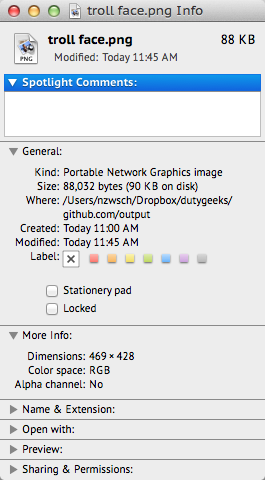 troll face.png Info
troll face.png 88 KB
Modified: Today 11:45 AM
PNG
Spotlight Comments:
General:
Kind: Portable Network Graphics image
Size: 88,032 bytes (90 KB on disk)
Where: /Users/nzwsch/Dropbox/dutygeeks/
github.com/output
Created: Today 11:00 AM
Modified: Today 11:45 AM
Label:
Stationery pad
Locked
More Info:
Dimensions: 469 × 428
Color space: RGB
Alpha channel: No
Name & Extension:
Open with:
Preview:
Sharing & Permissions: